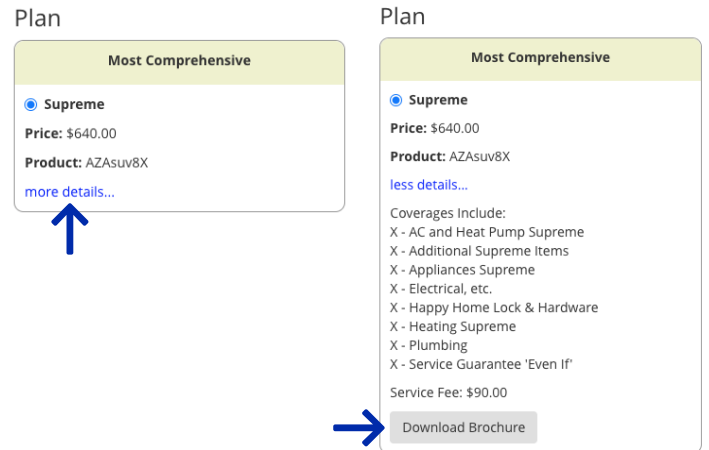 Plan
Most Comprehensive
Supreme
Price: $640.00
Product: AZAsuv8X
more details...
Plan
Most Comprehensive
Supreme
Price: $640.00
Product: AZAsuv8X
less details...
Coverages Include:
X - AC and Heat Pump Supreme
X - Additional Supreme Items
X - Appliances Supreme
X - Electrical, etc.
X - Happy Home Lock & Hardware
X - Heating Supreme
X - Plumbing
X - Service Guarantee 'Even If'
Service Fee: $90.00
Download Brochure